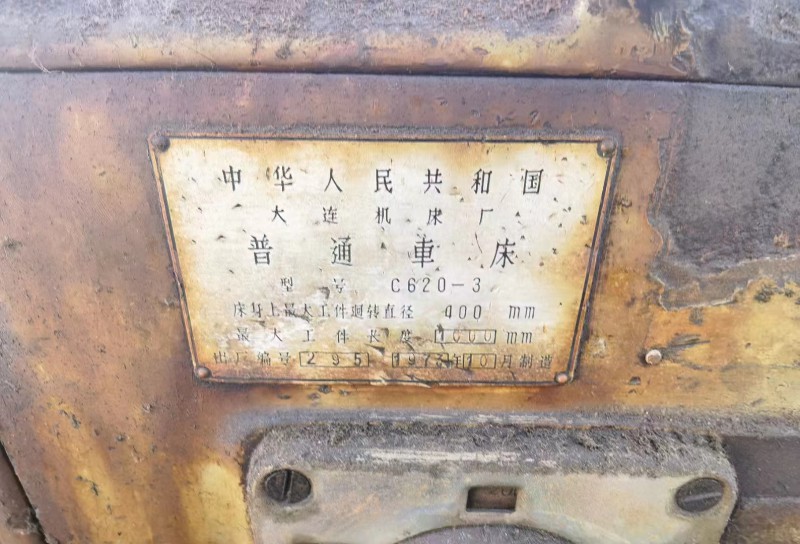 中华人民共和国
大连机床厂
普通車床
型号 C620-3
床身上最大工件廻转直径 400 mm
最大工件长度 1000 mm
出厂编号 295 197 年10月制造